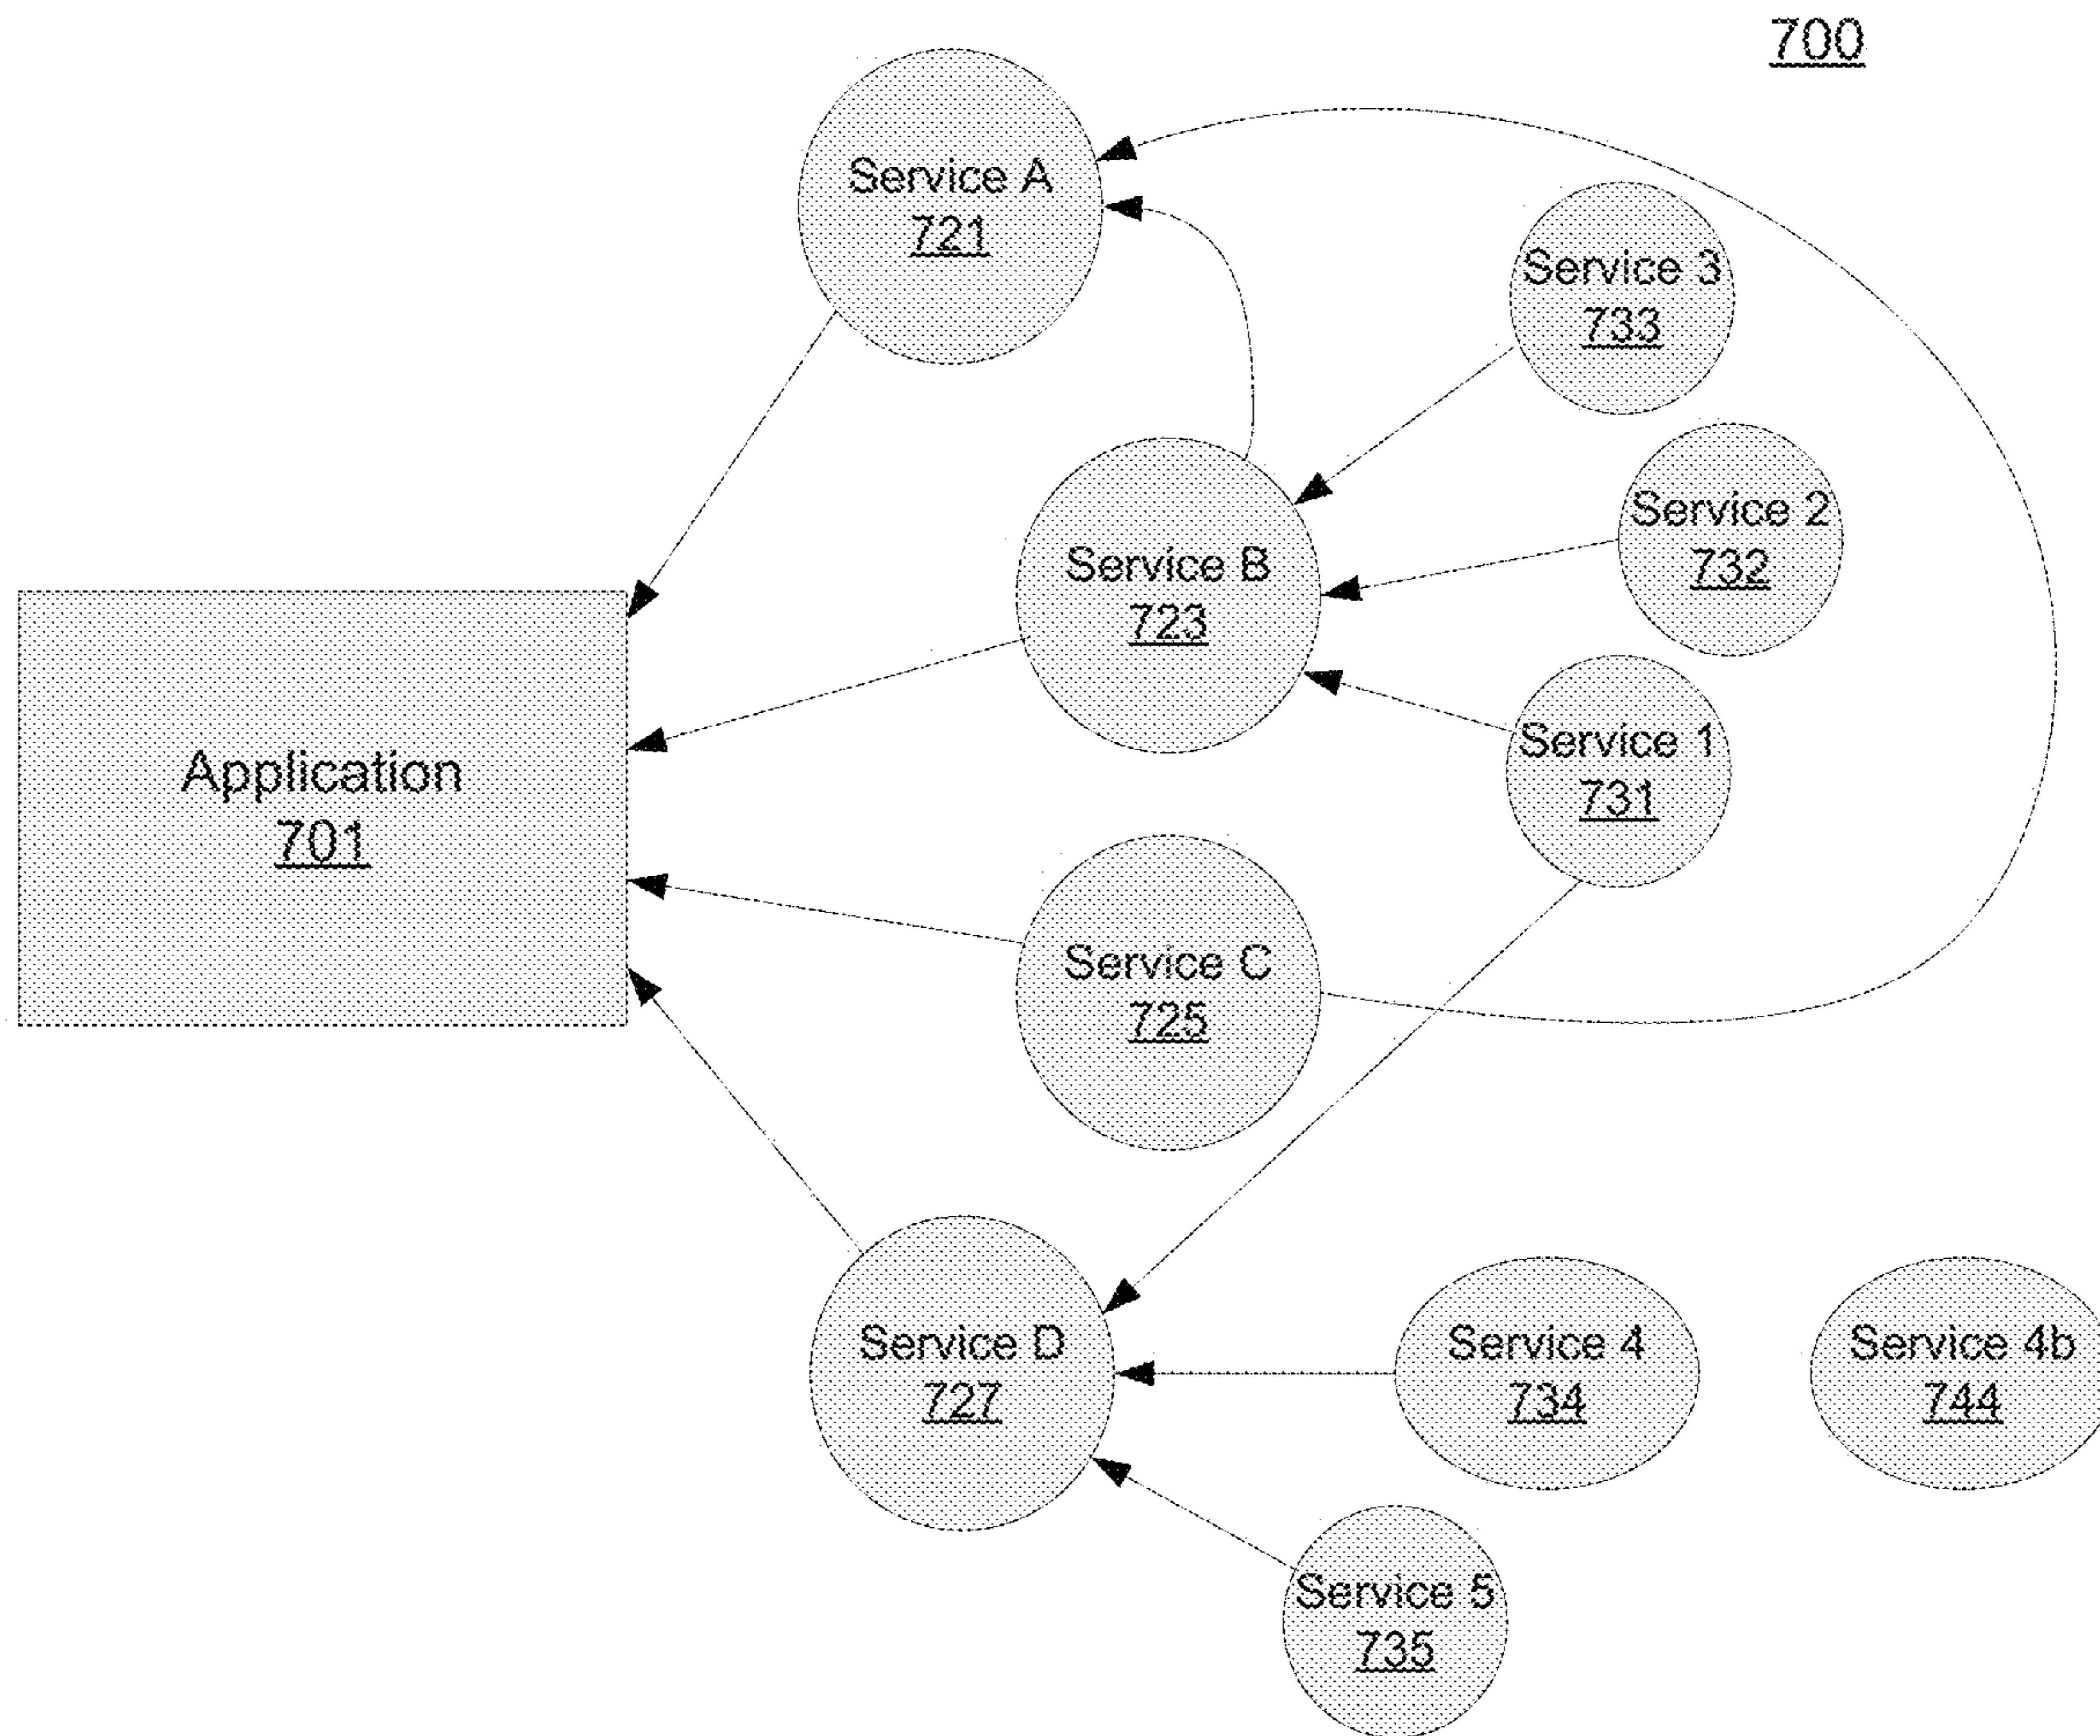 700
Service A
721
Service 3
733
Service 2
732
Service B
723
Service 1
731
Application
701
Service C
725
Service D
727
Service 4
734
Service 4b
744
Service 5
735